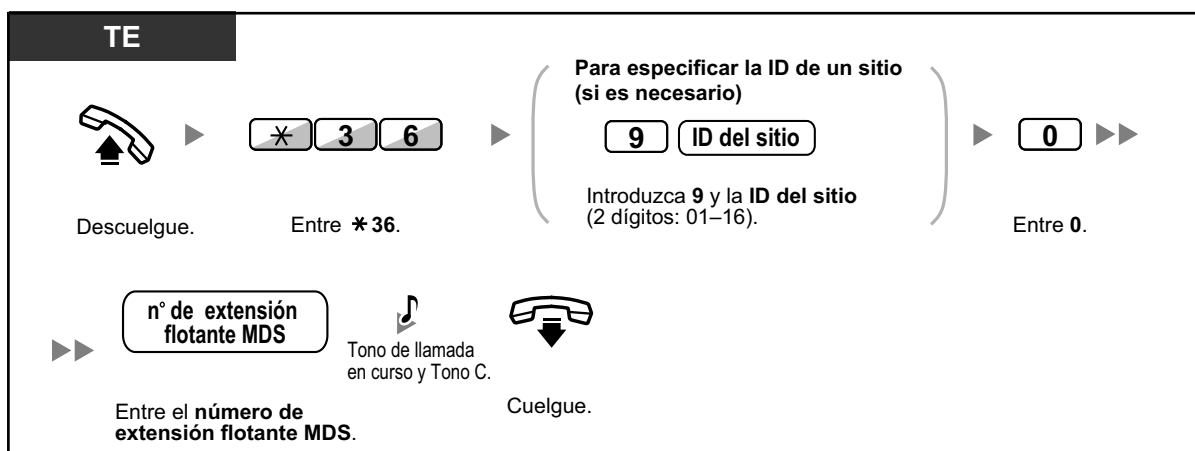 TE
Para especificar la ID de un sitio
(si es necesario)
✳ 3 6
9 ID del sitio
0
Introduzca 9 y la ID del sitio
(2 dígitos: 01–16).
Descuelgue.
Entre ✳36.
Entre 0.
n° de extensión
flotante MDS
Tono de llamada
en curso y Tono C.
Entre el número de
extensión flotante MDS.
Cuelgue.